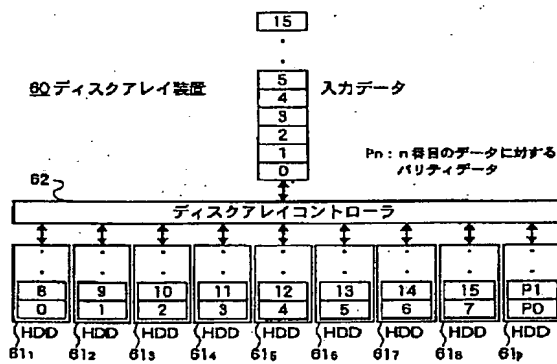 15
60 ディスクアレイ装置
入力データ
5
4
3
2
1
0
Pn : n 番目のデータに対する
パリティデータ
62
ディスクアレイコントローラ
8 9 10 11 12 13 14 15 P1
0 1 2 3 4 5 6 7 P0
HDD HDD HDD HDD HDD HDD HDD HDD HDD
61₁ 61₂ 61₃ 61₄ 61₅ 61₆ 61₇ 61₈ 61p